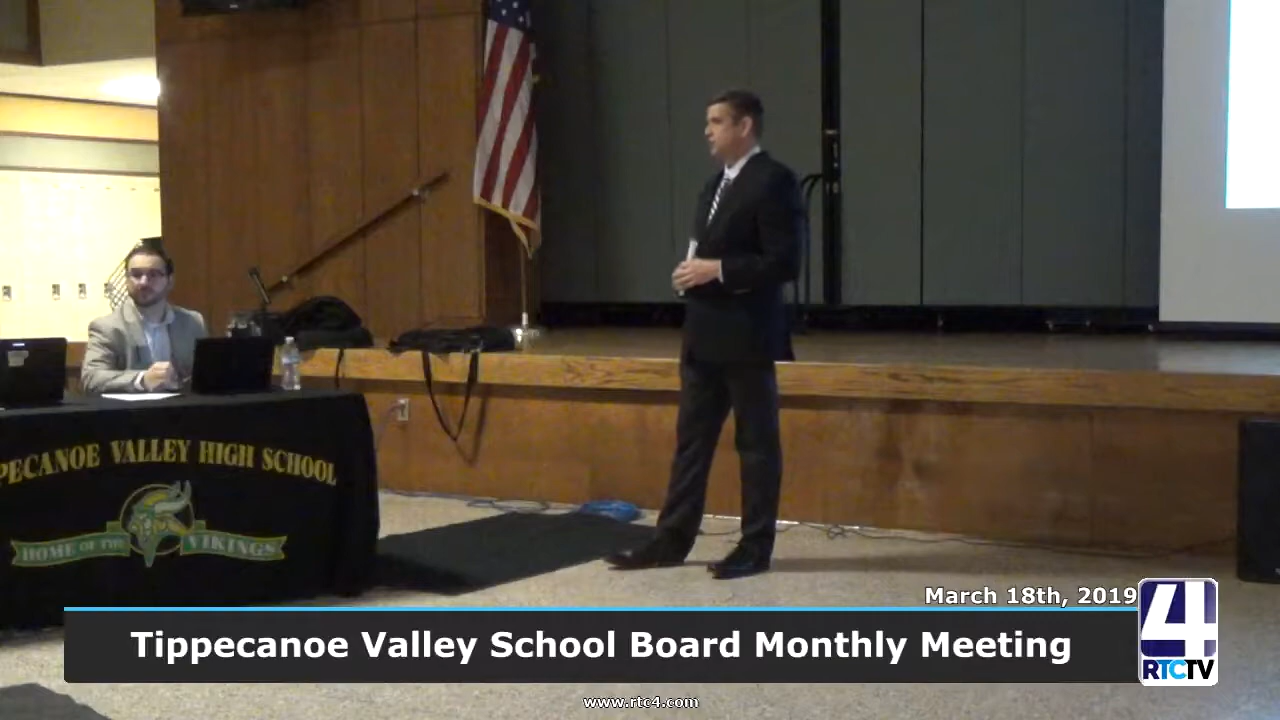 PECANOE VALLEY HIGH SCHOOL
HOME OF THE VIKINGS
March 18th, 2019
Tippecanoe Valley School Board Monthly Meeting
4
RTCTV
www.rtc4.com